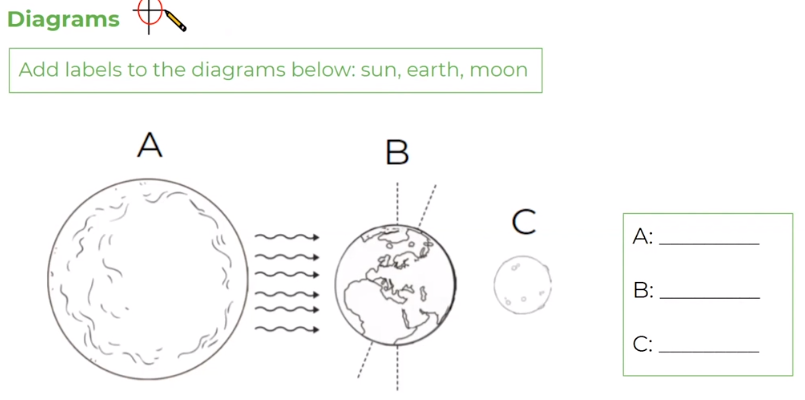 Diagrams
Add labels to the diagrams below: sun, earth, moon
A
B
C
A: __________
B: __________
C: __________